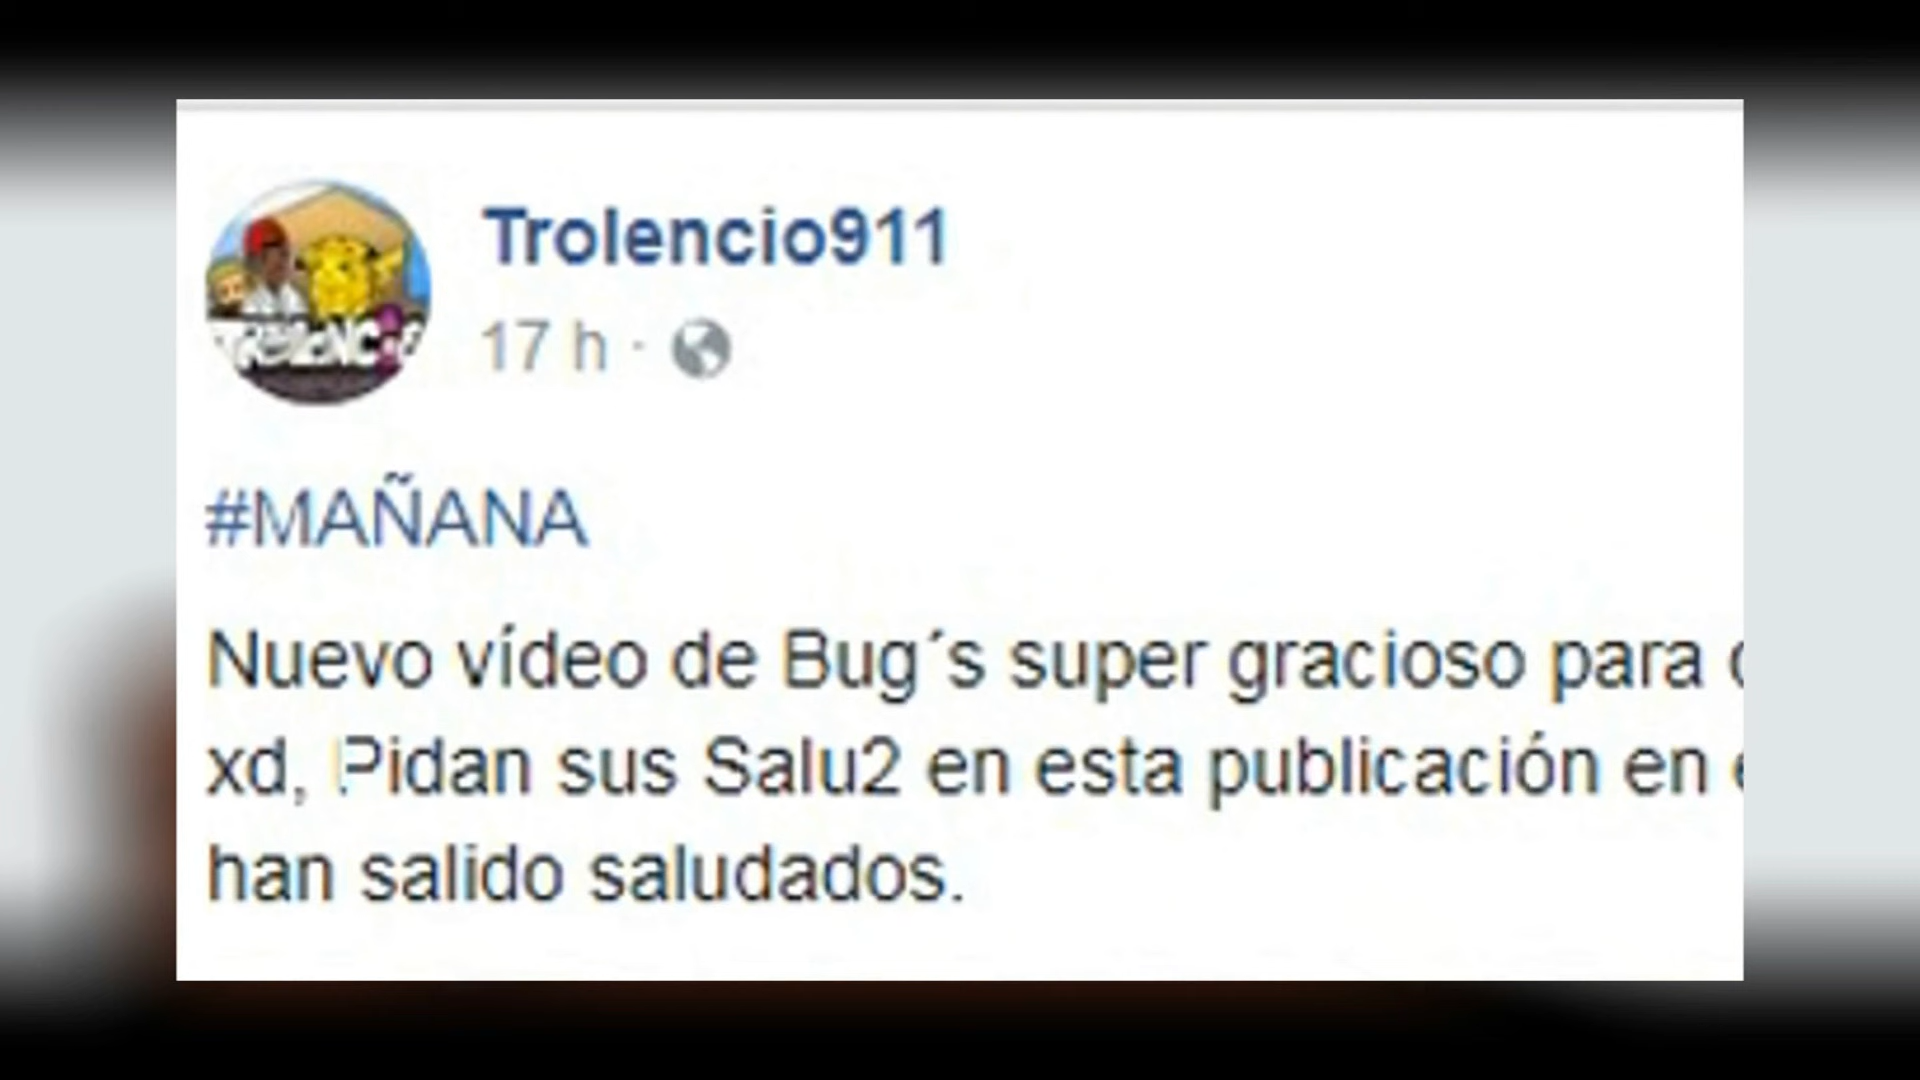 Trolencio911
17 h ·
#MAÑANA
Nuevo vídeo de Bug´s super gracioso para
xd, Pidan sus Salu2 en esta publicación en
han salido saludados.